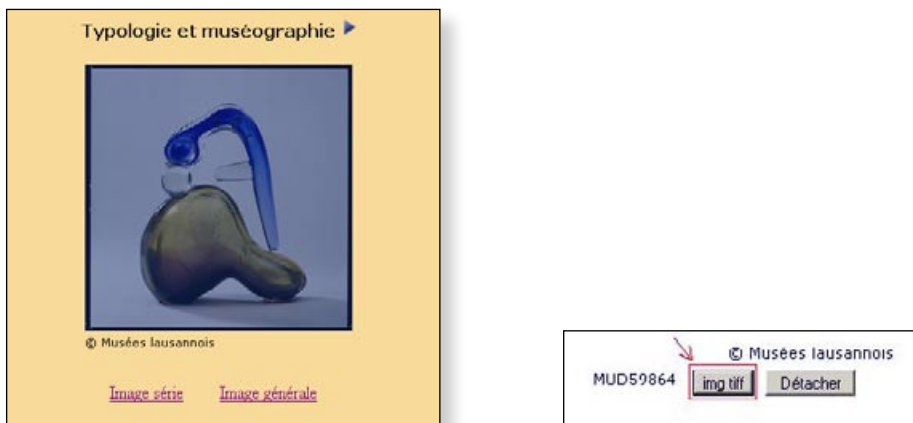 Typologie et muséographie
© Musées lausannois
Image série Image générale
© Musées lausannois
MUD59864 img tiff Détacher